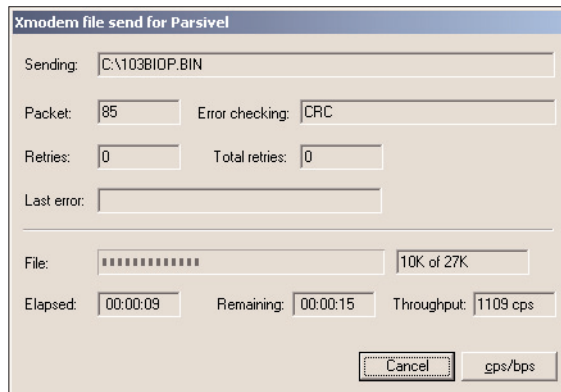 Xmodem file send for Parsivel
Sending: C:\103BIOP.BIN
Packet: 85 Error checking: CRC
Retries: 0 Total retries: 0
Last error:
File: 10K of 27K
Elapsed: 00:00:09 Remaining: 00:00:15 Throughput: 1109 cps
Cancel cps/bps